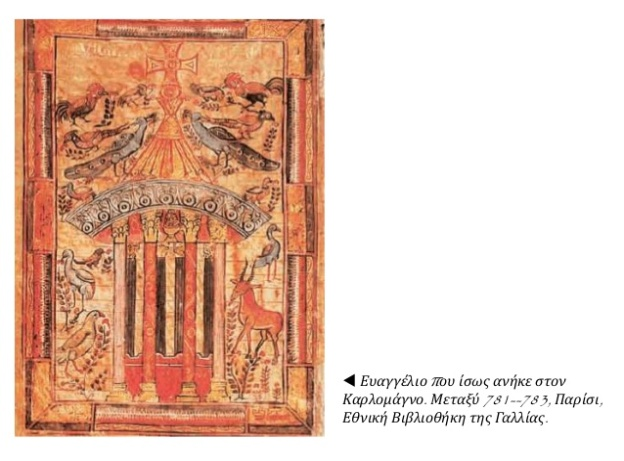 ◄ Ευαγγέλιο που ίσως ανήκε στον
Καρλομάγνο. Μεταξύ 781--783, Παρίσι,
Εθνική Βιβλιοθήκη της Γαλλίας.